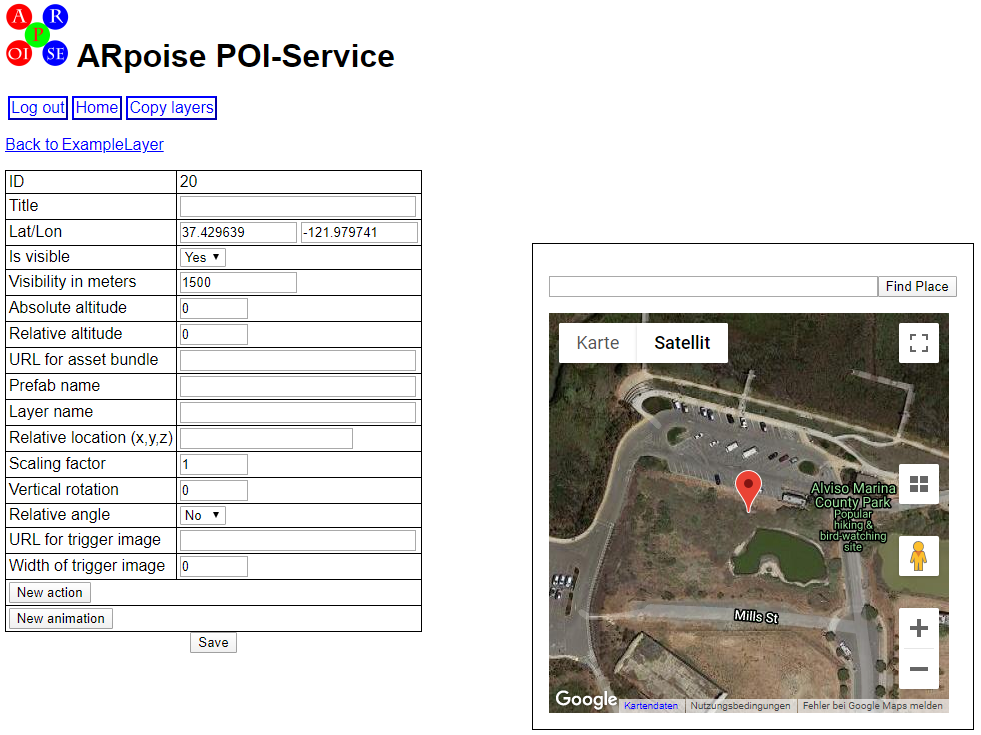 A R
P
OI SE
ARpoise POI-Service
Log out Home Copy layers
Back to ExampleLayer
ID 20
Title
Lat/Lon 37.429639 -121.979741
Is visible Yes
Visibility in meters 1500
Absolute altitude 0
Relative altitude 0
URL for asset bundle
Prefab name
Layer name
Relative location (x,y,z)
Scaling factor 1
Vertical rotation 0
Relative angle No
URL for trigger image
Width of trigger image 0
New action
New animation
Save
Find Place
Karte Satellit
Alviso Marina
County Park
Popular
hiking &
bird-watching
site
Mills St
Google Kartendaten Nutzungsbedingungen Fehler bei Google Maps melden